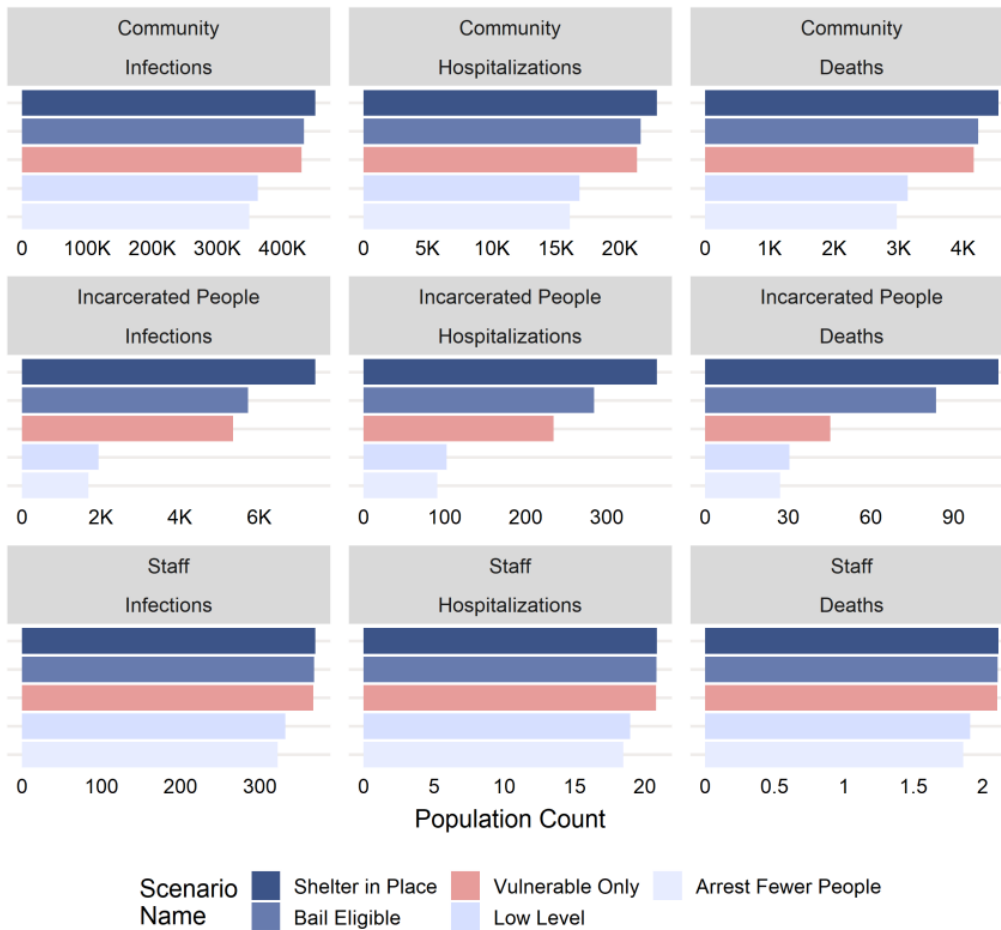 Community Community Community
Infections Hospitalizations Deaths
0 100K 200K 300K 400K 0 5K 10K 15K 20K 0 1K 2K 3K 4K
Incarcerated People Incarcerated People Incarcerated People
Infections Hospitalizations Deaths
0 2K 4K 6K 0 100 200 300 0 30 60 90
Staff Staff Staff
Infections Hospitalizations Deaths
0 100 200 300 0 5 10 15 20 0 0.5 1 1.5 2
Population Count
Scenario Name
Shelter in Place Vulnerable Only Arrest Fewer People
Bail Eligible Low Level